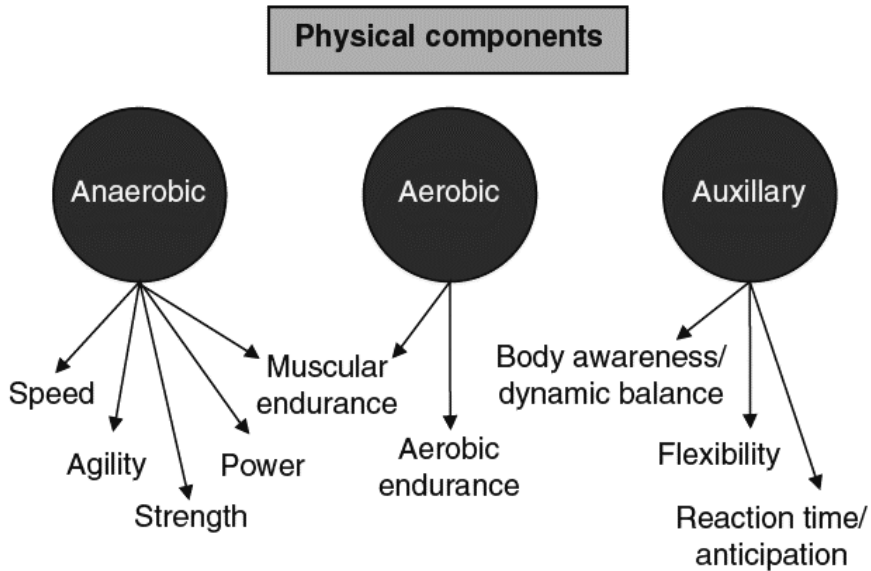 Physical components
Anaerobic
Aerobic
Auxillary
Speed
Agility
Strength
Power
Muscular
endurance
Aerobic
endurance
Body awareness/
dynamic balance
Flexibility
Reaction time/
anticipation